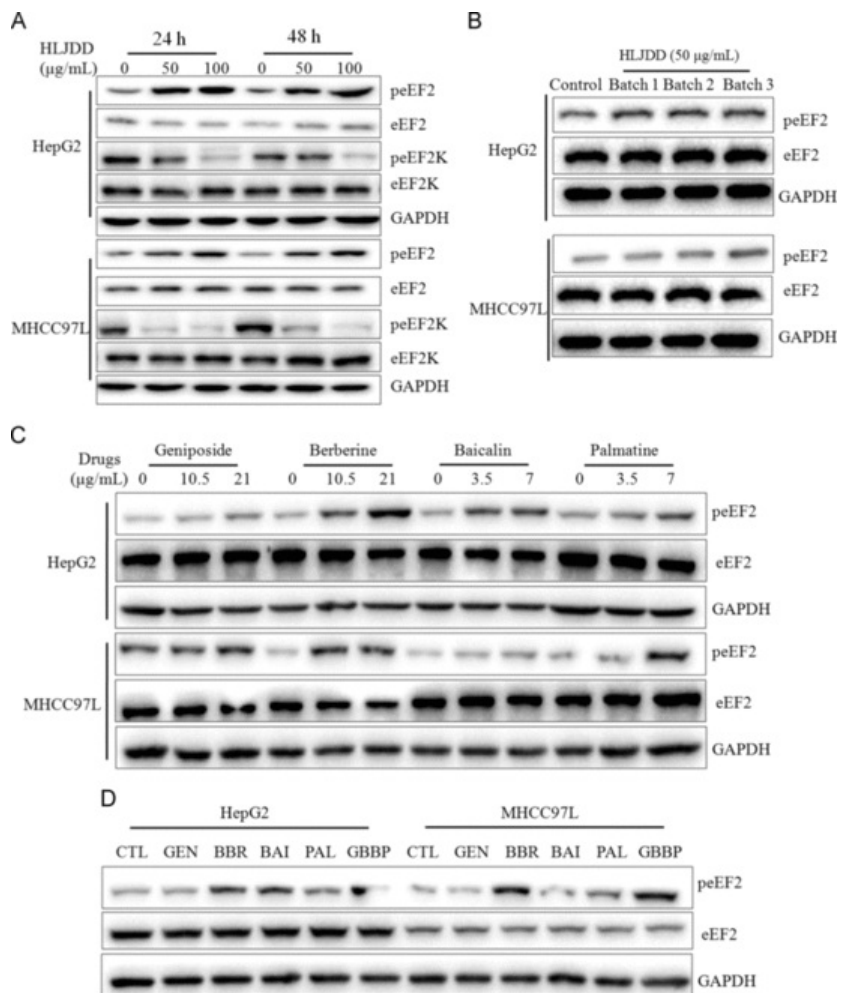 A
HLJDD
(µg/mL)
24 h 48 h
0 50 100 0 50 100
HepG2
peEF2
eEF2
peEF2K
eEF2K
GAPDH
MHCC97L
peEF2
eEF2
peEF2K
eEF2K
GAPDH
B
HLJDD (50 µg/mL)
Control Batch 1 Batch 2 Batch 3
HepG2
peEF2
eEF2
GAPDH
MHCC97L
peEF2
eEF2
GAPDH
C
Drugs
(µg/mL)
Geniposide Berberine Baicalin Palmatine
0 10.5 21 0 10.5 21 0 3.5 7 0 3.5 7
HepG2
peEF2
eEF2
GAPDH
MHCC97L
peEF2
eEF2
GAPDH
D
HepG2 MHCC97L
CTL GEN BBR BAI PAL GBBP CTL GEN BBR BAI PAL GBBP
peEF2
eEF2
GAPDH